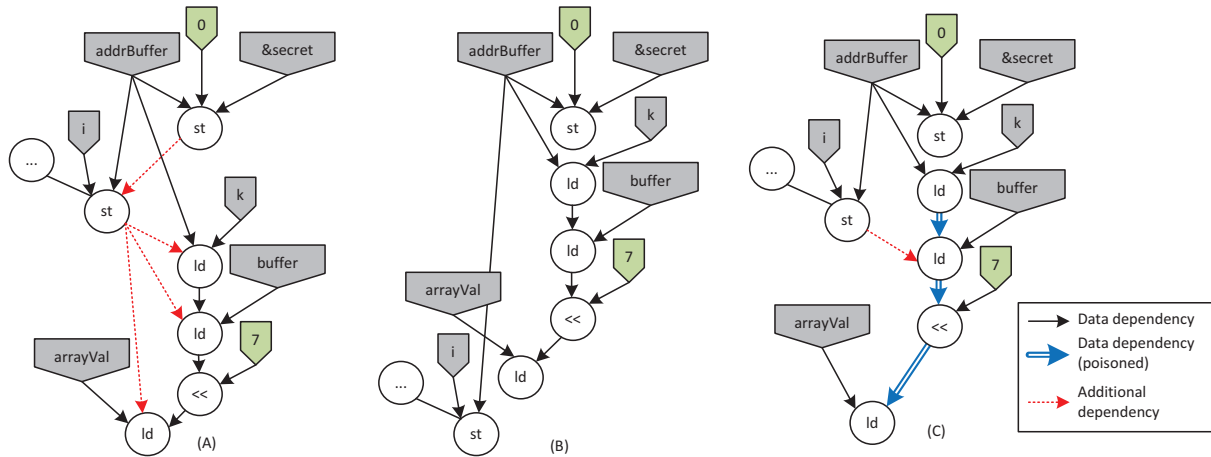 0
addrBuffer
&secret
st
i
...
st
k
ld
buffer
ld
7
arrayVal
<<
ld
(A)
0
addrBuffer
&secret
st
k
ld
buffer
ld
7
arrayVal
<<
i
ld
...
st
(B)
0
addrBuffer
&secret
st
k
i
...
ld
buffer
st
ld
7
arrayVal
<<
ld
(C)
Data dependency
Data dependency
(poisoned)
Additional
dependency